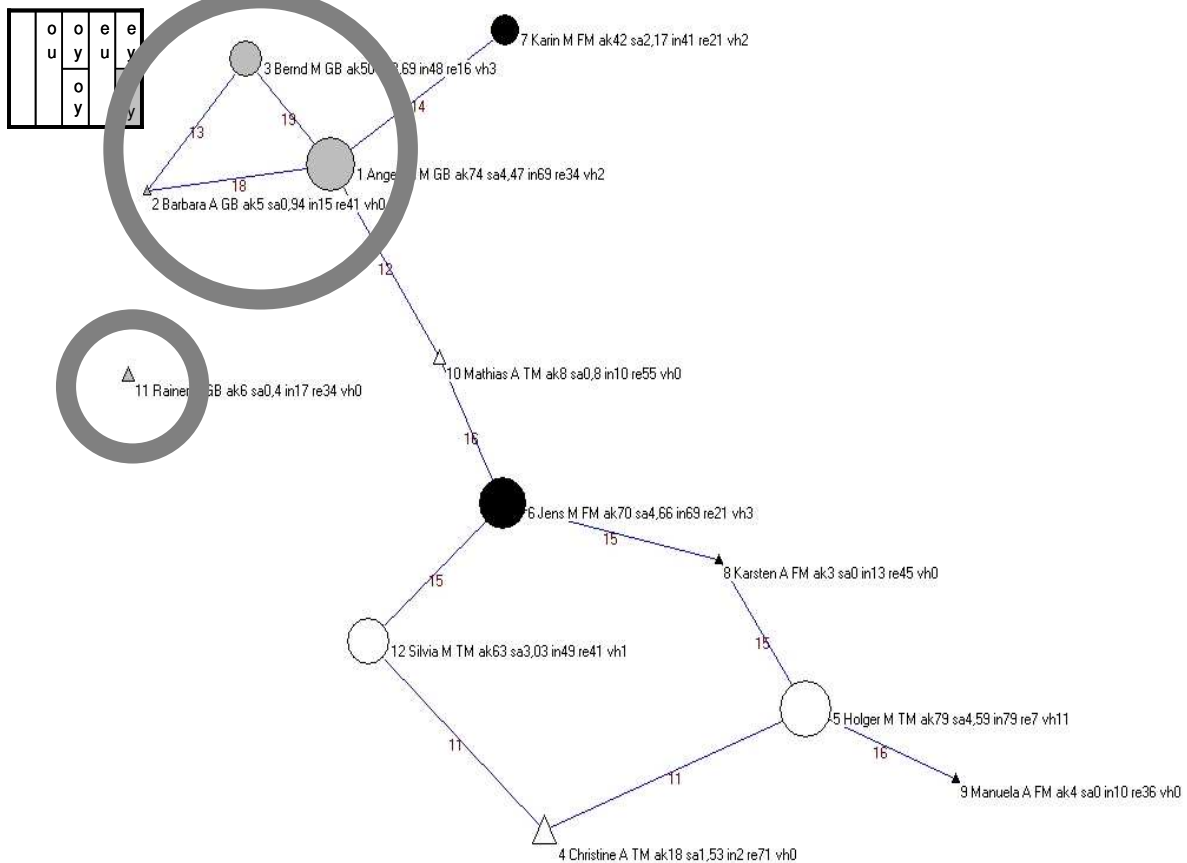 o o e e
u y u y
o
y y
7 Karin M FM ak42 sa2,17 in41 re21 vh2
3 Bernd M GB in48 re16 vh3
14
19
13
1 M GB ak74 sa4,47 in69 re34 vh2
18
2 Barbara A GB ak5 sa0,94 in15 re41 vh0
12
10 Mathias A TM ak8 sa0,8 in10 re55 vh0
11 Rainer GB ak6 sa0,4 in17 re34 vh0
16
6 Jens M FM ak70 sa4,66 in69 re21 vh3
15
8 Karsten A FM ak3 sa0 in13 re45 vh0
15
15
12 Silvia M TM ak63 sa3,03 in49 re41 vh1
5 Holger M TM ak79 sa4,59 in79 re7 vh11
11
16
11
9 Manuela A FM ak4 sa0 in10 re36 vh0
4 Christine A TM ak18 sa1,53 in2 re71 vh0